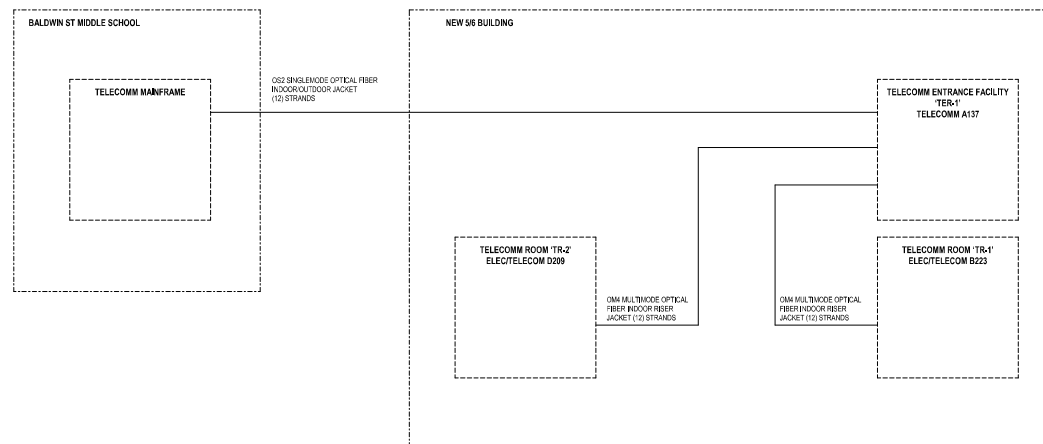 BALDWIN ST MIDDLE SCHOOL
NEW 5/6 BUILDING
TELECOMM MAINFRAME
OS2 SINGLEMODE OPTICAL FIBER
INDOOR/OUTDOOR JACKET
(12) STRANDS
TELECOMM ENTRANCE FACILITY
'TER-1'
TELECOMM A137
TELECOMM ROOM 'TR-2'
ELEC/TELECOM D209
TELECOMM ROOM 'TR-1'
ELEC/TELECOM B223
OM4 MULTIMODE OPTICAL
FIBER INDOOR RISER
JACKET (12) STRANDS
OM4 MULTIMODE OPTICAL
FIBER INDOOR RISER
JACKET (12) STRANDS